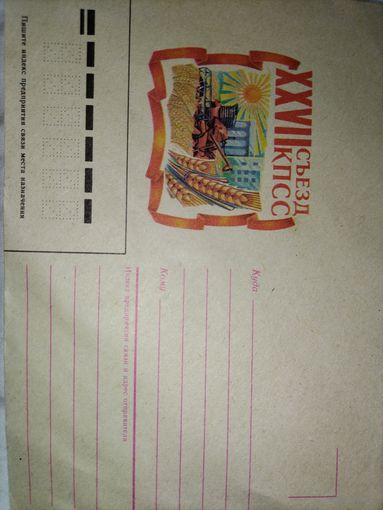 XXVII
СЪЕЗД
КПСС
Куда
Кому
Индекс предприятия связи и адрес отправителя
Пишите индекс предприятия связи места назначения